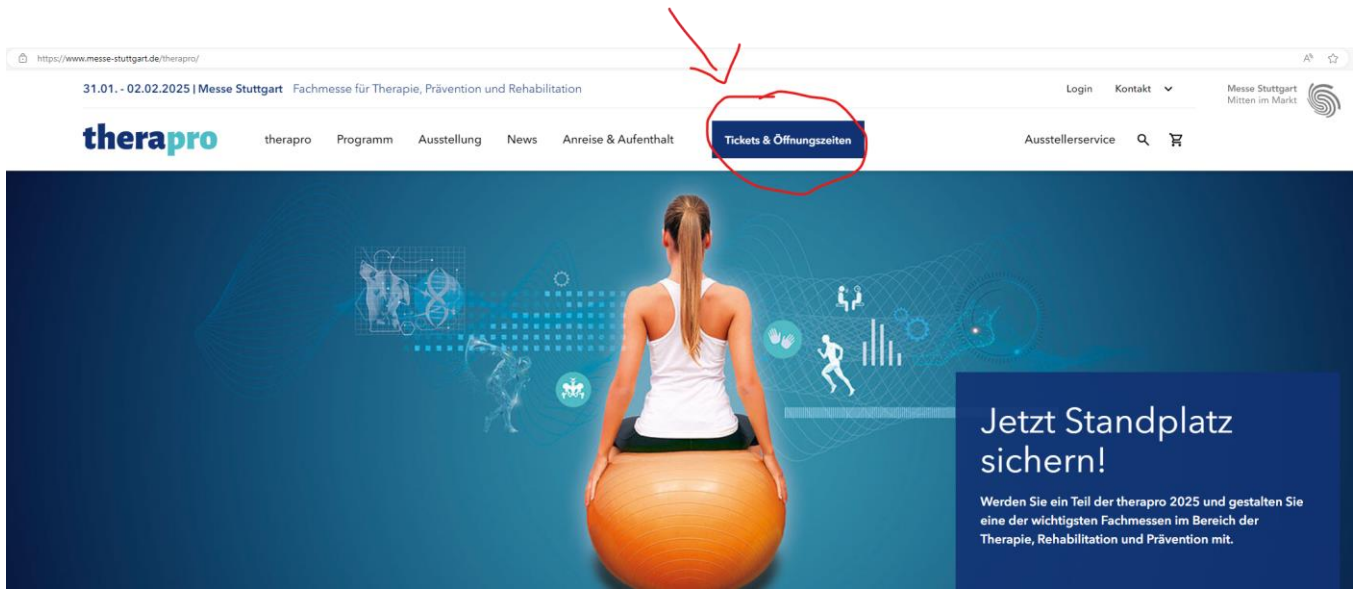 https://www.messe-stuttgart.de/therapro/
31.01. - 02.02.2025 | Messe Stuttgart Fachmesse für Therapie, Prävention und Rehabilitation
Login Kontakt
Messe Stuttgart
Mitten im Markt
therapro therapro Programm Ausstellung News Anreise & Aufenthalt Tickets & Öffnungszeiten Ausstellerservice
Jetzt Standplatz
sichern!
Werden Sie ein Teil der therapro 2025 und gestalten Sie
eine der wichtigsten Fachmessen im Bereich der
Therapie, Rehabilitation und Prävention mit.